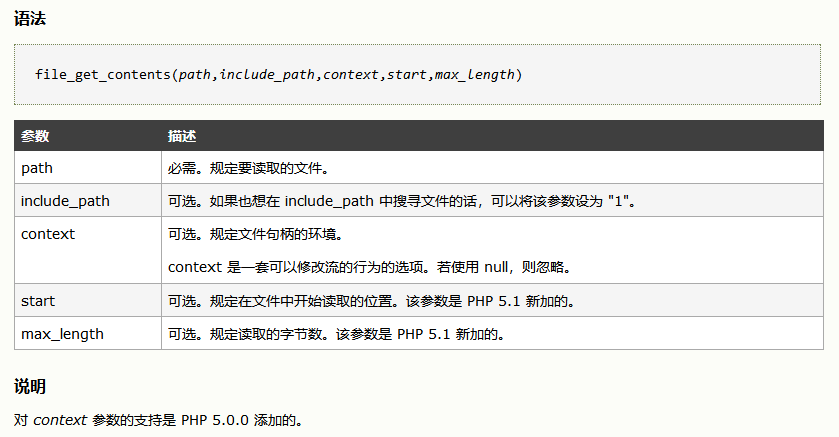 语法
file_get_contents(path,include_path,context,start,max_length)
参数 描述
path 必需。规定要读取的文件。
include_path 可选。如果也想在 include_path 中搜寻文件的话，可以将该参数设为 "1"。
context 可选。规定文件句柄的环境。
context 是一套可以修改流的行为的选项。若使用 null，则忽略。
start 可选。规定在文件中开始读取的位置。该参数是 PHP 5.1 新加的。
max_length 可选。规定读取的字节数。该参数是 PHP 5.1 新加的。
说明
对 context 参数的支持是 PHP 5.0.0 添加的。